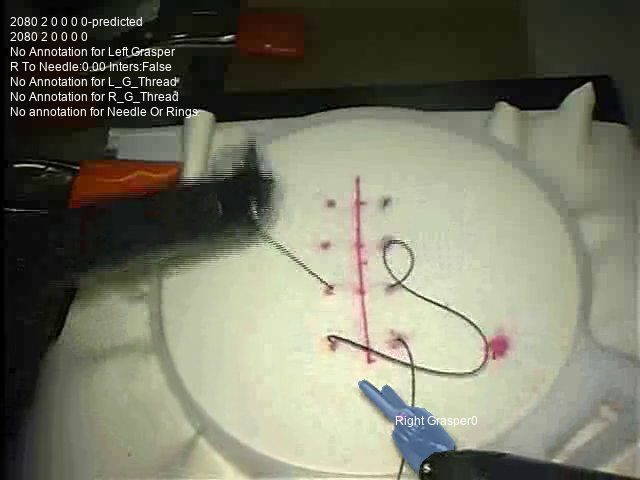 2080 2 0 0 0 0-predicted
2080 2 0 0 0 0
No Annotation for Left Grasper
R To Needle:0.00 Inters:False
No Annotation for L_G_Thread
No Annotation for R_G_Thread
No annotation for Needle Or Rings
Right Grasper0